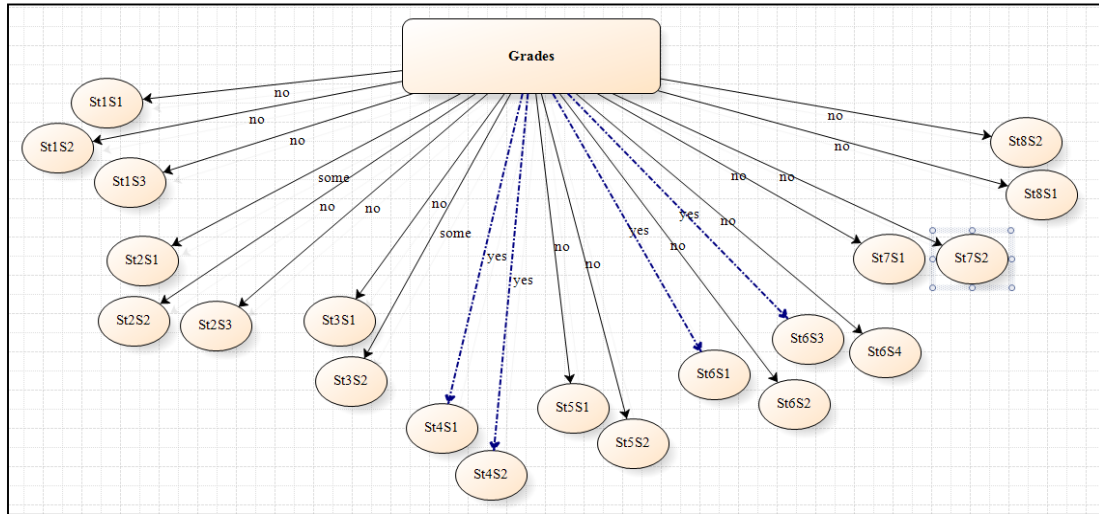 Grades
no
St1S1
no
St1S2
no
St1S3
some
St2S1
no
St2S2
no
St2S3
no
St3S1
some
St3S2
yes
St4S1
yes
St4S2
no
St5S1
no
St5S2
yes
St6S1
no
St6S2
yes
St6S3
no
St6S4
no
St7S1
no
St7S2
no
St8S2
no
St8S1